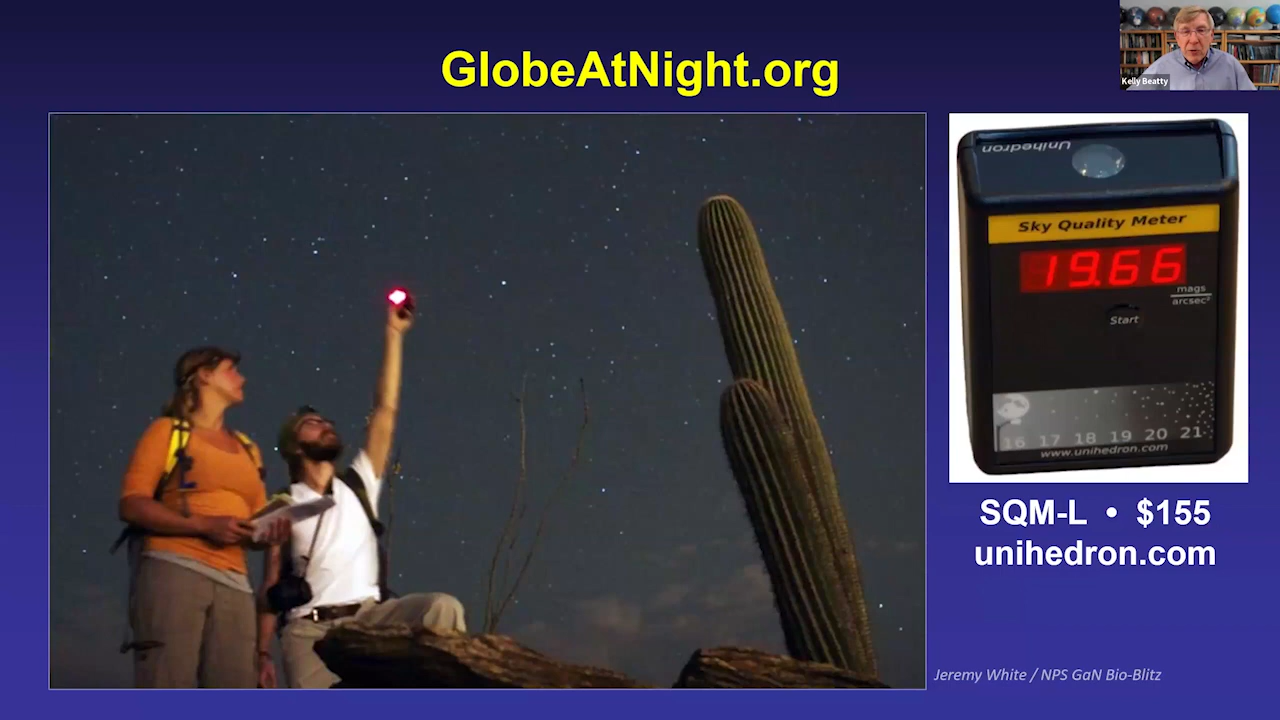 GlobeAtNight.org
Kelly Beatty
Unihedron
Sky Quality Meter
19.66
mags
arcsec²
Start
16 17 18 19 20 21
www.unihedron.com
SQM-L • $155
unihedron.com
Jeremy White / NPS GaN Bio-Blitz